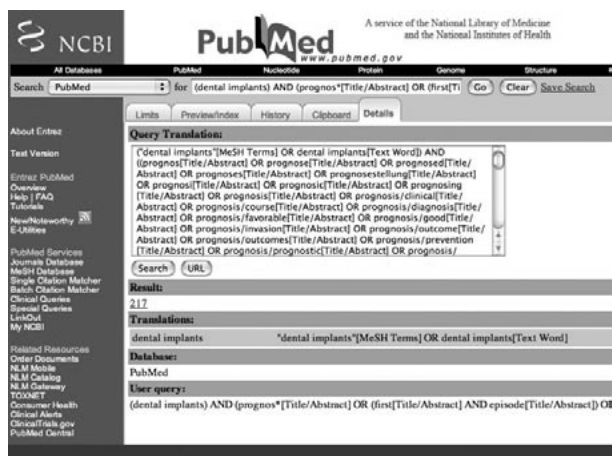 NCBI
PubMed
www.pubmed.gov
A service of the National Library of Medicine
and the National Institutes of Health
All Databases PubMed Nucleotide Protein Genome Structure
Search PubMed for (dental implants) AND (prognos*[Title/Abstract] OR (first[Ti Go Clear Save Search
Limits Preview/Index History Clipboard Details
About Entrez
Text Version
Entrez PubMed
Overview
Help | FAQ
Tutorials
New/Noteworthy
E-Utilities
PubMed Services
Journals Database
MeSH Database
Single Citation Matcher
Batch Citation Matcher
Clinical Queries
Special Queries
LinkOut
My NCBI
Related Resources
Order Documents
NLM Mobile
NLM Catalog
NLM Gateway
TOXNET
Consumer Health
Clinical Alerts
ClinicalTrials.gov
PubMed Central
Query Translation:
("dental implants"[MeSH Terms] OR dental implants[Text Word]) AND
((prognos[Title/Abstract] OR prognose[Title/Abstract] OR prognosed[Title/
Abstract] OR prognoses[Title/Abstract] OR prognosestellung[Title/Abstract]
OR prognosi[Title/Abstract] OR prognosic[Title/Abstract] OR prognosing
[Title/Abstract] OR prognosis[Title/Abstract] OR prognosis/clinical[Title/
Abstract] OR prognosis/course[Title/Abstract] OR prognosis/diagnosis[Title/
Abstract] OR prognosis/favorable[Title/Abstract] OR prognosis/good[Title/
Abstract] OR prognosis/invasion[Title/Abstract] OR prognosis/outcome[Title/
Abstract] OR prognosis/outcomes[Title/Abstract] OR prognosis/prevention
[Title/Abstract] OR prognosis/prognostic[Title/Abstract] OR prognosis/
Search URL
Result:
217
Translations:
dental implants "dental implants"[MeSH Terms] OR dental implants[Text Word]
Database:
PubMed
User query:
(dental implants) AND (prognos*[Title/Abstract] OR (first[Title/Abstract] AND episode[Title/Abstract]) OR